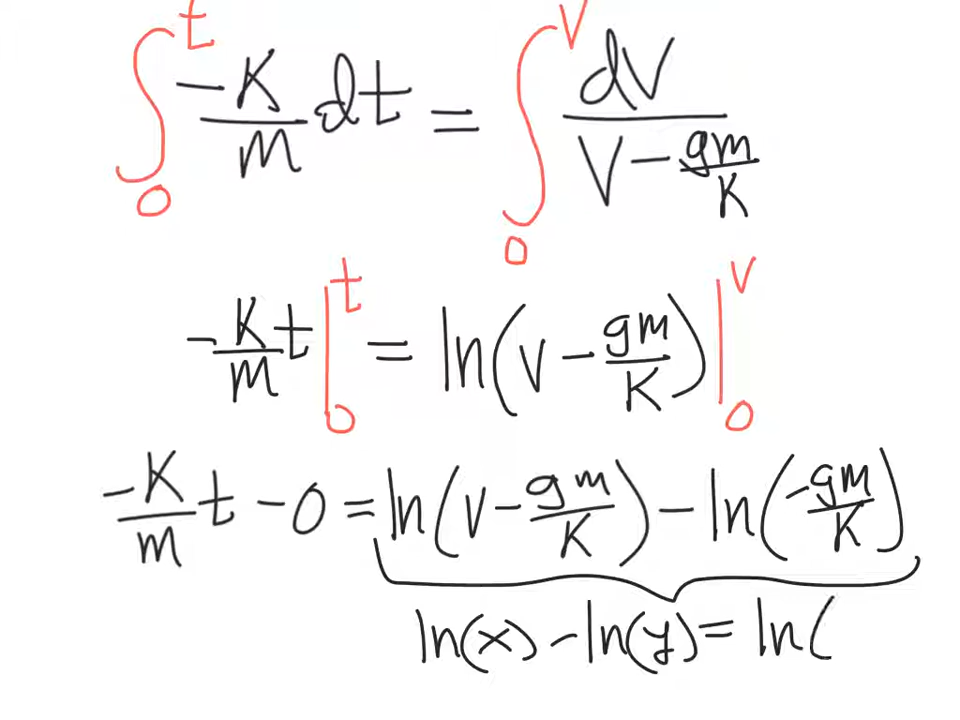 ∫₀ᵗ -K/m dt = ∫₀ⱽ dV/(V - gm/K)
-K/m t |₀ᵗ = ln(V - gm/K) |₀ⱽ
-K/m t - 0 = ln(V - gm/K) - ln(-gm/K)
ln(x) - ln(y) = ln(